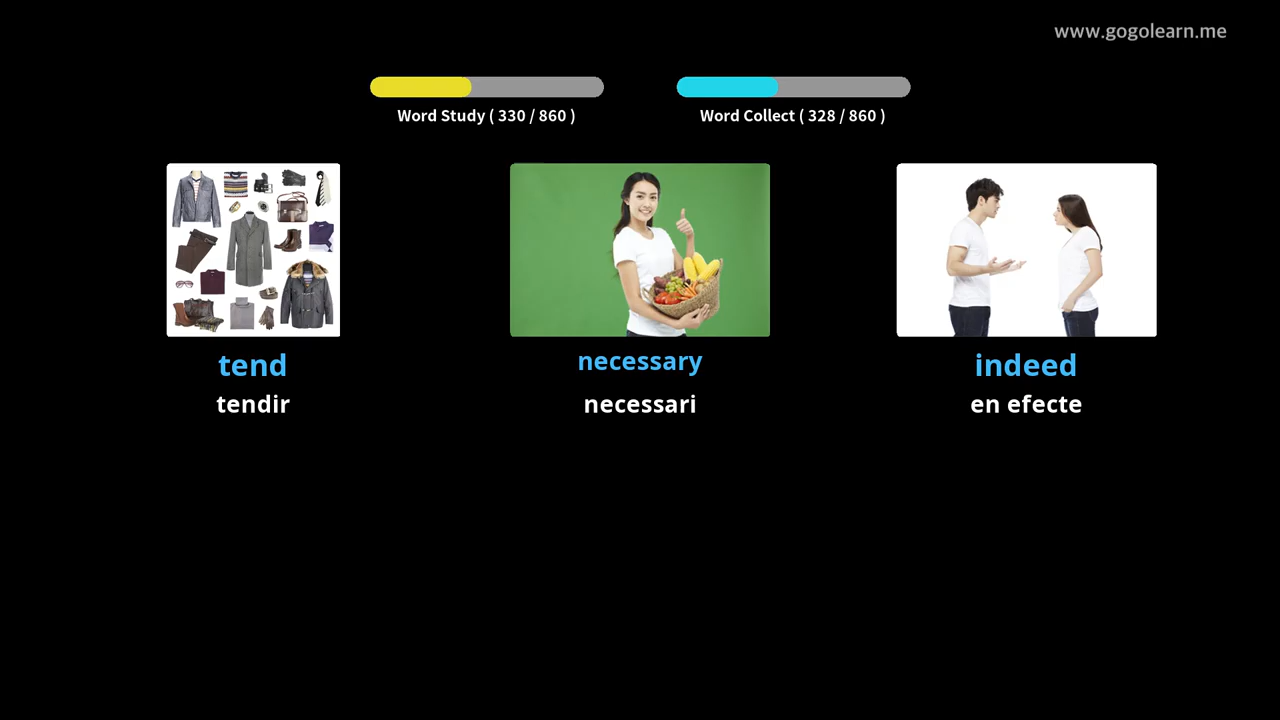 www.gogolearn.me
Word Study ( 330 / 860 )
Word Collect ( 328 / 860 )
tend
tendir
necessary
necessari
indeed
en efecte